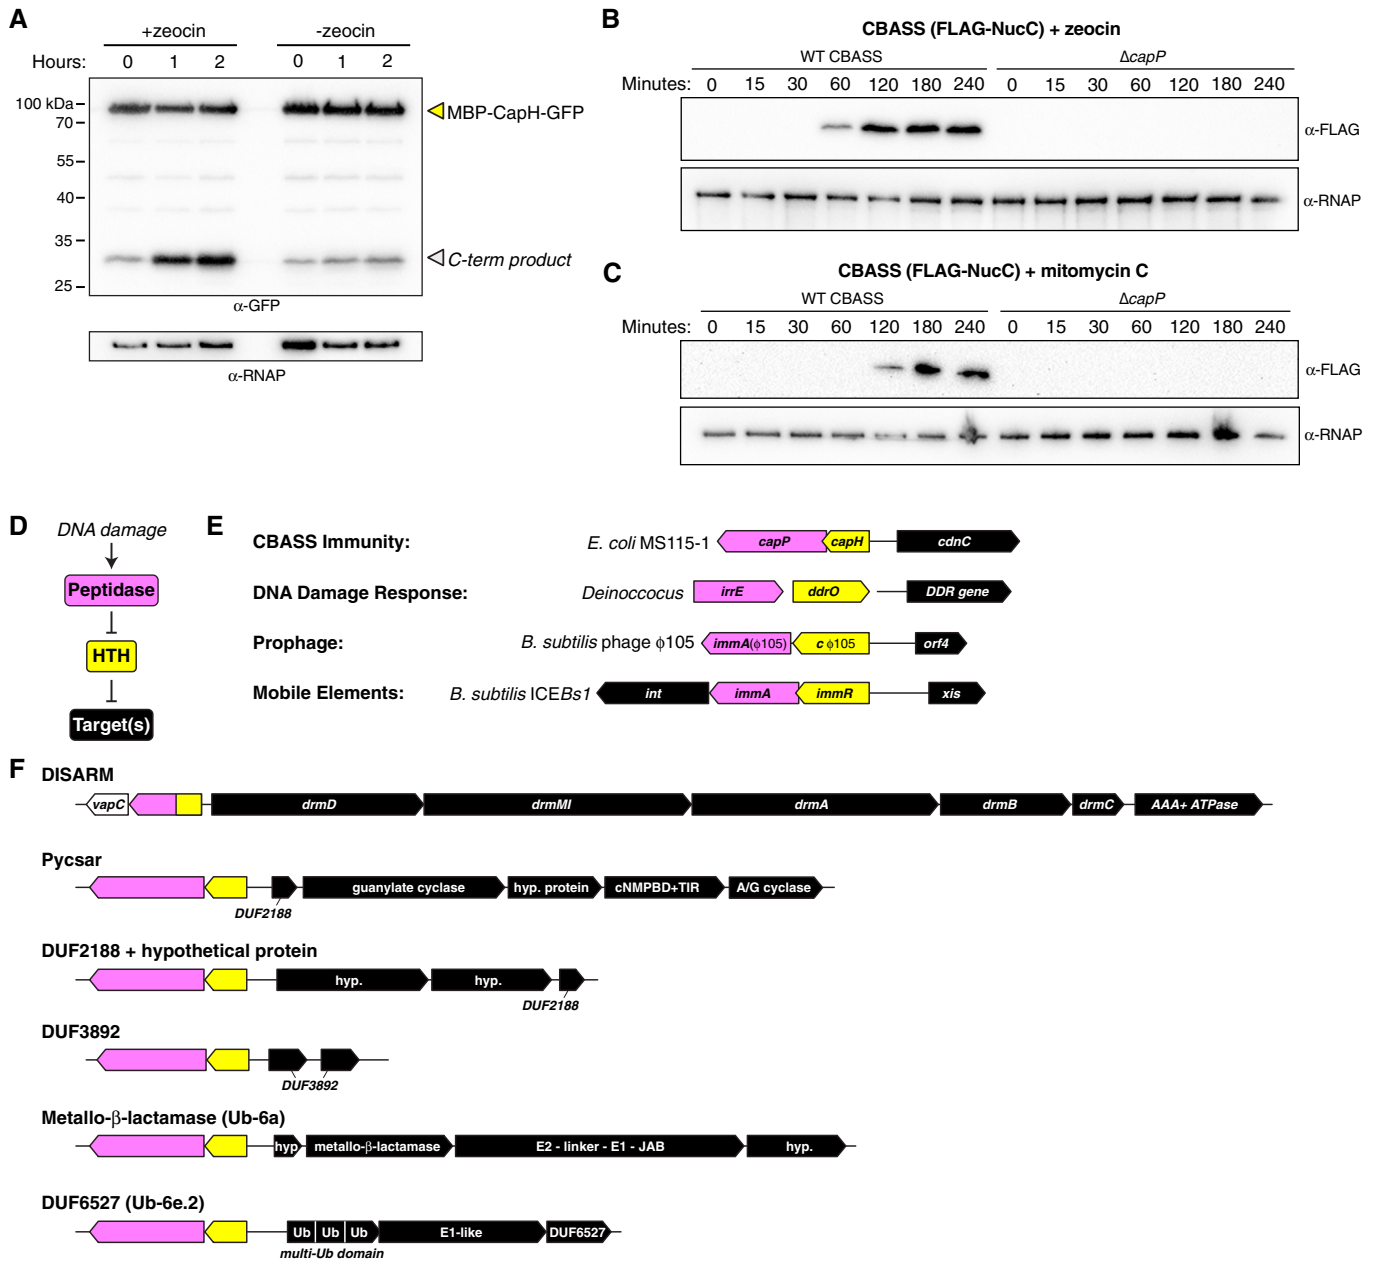 A
+zeocin -zeocin
Hours: 0 1 2 0 1 2
100 kDa
70
55
40
35
25
MBP-CapH-GFP
C-term product
α-GFP
α-RNAP
B
CBASS (FLAG-NucC) + zeocin
WT CBASS ΔcapP
Minutes: 0 15 30 60 120 180 240 0 15 30 60 120 180 240
α-FLAG
α-RNAP
C
CBASS (FLAG-NucC) + mitomycin C
WT CBASS ΔcapP
Minutes: 0 15 30 60 120 180 240 0 15 30 60 120 180 240
α-FLAG
α-RNAP
D
DNA damage
Peptidase
HTH
Target(s)
E
CBASS Immunity: E. coli MS115-1 capP capH cdnC
DNA Damage Response: Deinoccocus irrE ddrO DDR gene
Prophage: B. subtilis phage ϕ105 immA(ϕ105) c ϕ105 orf4
Mobile Elements: B. subtilis ICEBs1 int immA immR xis
F
DISARM
vapC drmD drmMI drmA drmB drmC AAA+ ATPase
Pycsar
guanylate cyclase hyp. protein cNMPBD+TIR A/G cyclase
DUF2188
DUF2188 + hypothetical protein
hyp. hyp.
DUF2188
DUF3892
DUF3892
Metallo-β-lactamase (Ub-6a)
hyp metallo-β-lactamase E2 - linker - E1 - JAB hyp.
DUF6527 (Ub-6e.2)
Ub Ub Ub E1-like DUF6527
multi-Ub domain